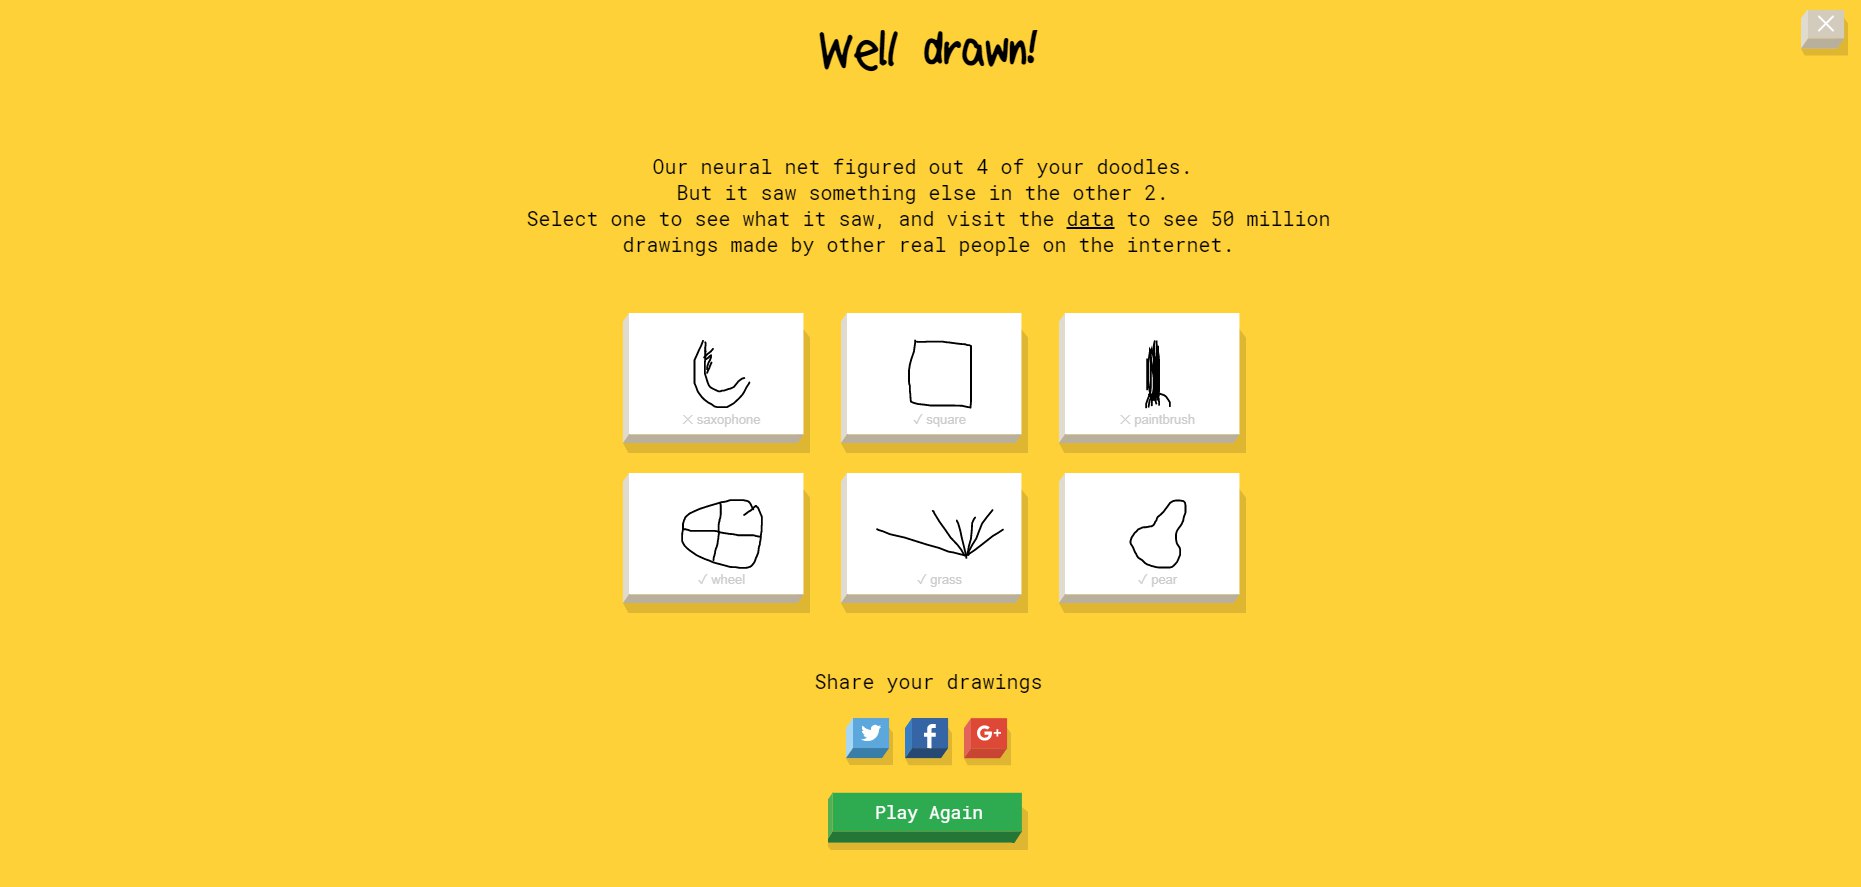 Well drawn!
Our neural net figured out 4 of your doodles.
But it saw something else in the other 2.
Select one to see what it saw, and visit the data to see 50 million
drawings made by other real people on the internet.
saxophone
square
paintbrush
wheel
grass
pear
Share your drawings
f
G+
Play Again